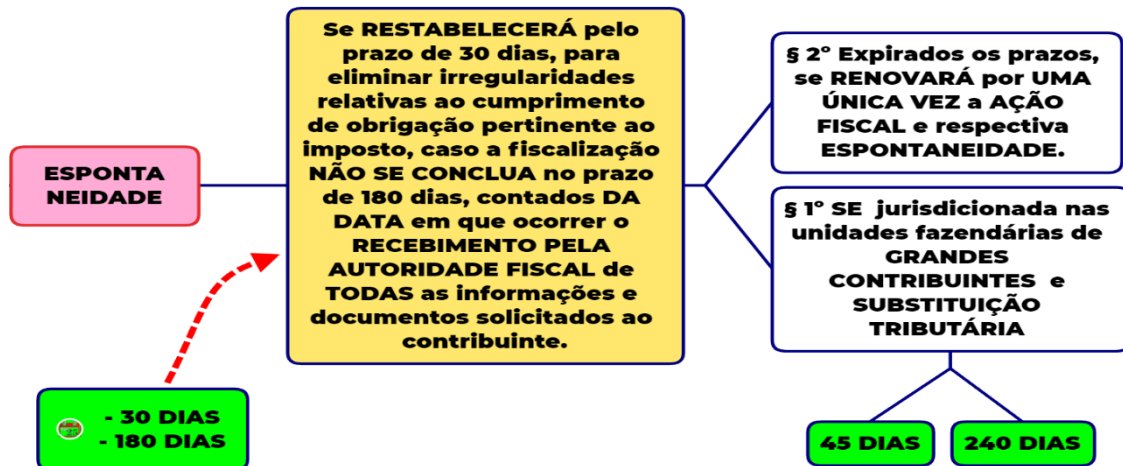 ESPONTA
NEIDADE
Se RESTABELECERÁ pelo
prazo de 30 dias, para
eliminar irregularidades
relativas ao cumprimento
de obrigação pertinente ao
imposto, caso a fiscalização
NÃO SE CONCLUA no prazo
de 180 dias, contados DA
DATA em que ocorrer o
RECEBIMENTO PELA
AUTORIDADE FISCAL de
TODAS as informações e
documentos solicitados ao
contribuinte.
§ 2º Expirados os prazos,
se RENOVARÁ por UMA
ÚNICA VEZ a AÇÃO
FISCAL e respectiva
ESPONTANEIDADE.
§ 1º SE jurisdicionada nas
unidades fazendárias de
GRANDES
CONTRIBUINTES e
SUBSTITUIÇÃO
TRIBUTÁRIA
- 30 DIAS
- 180 DIAS
45 DIAS
240 DIAS